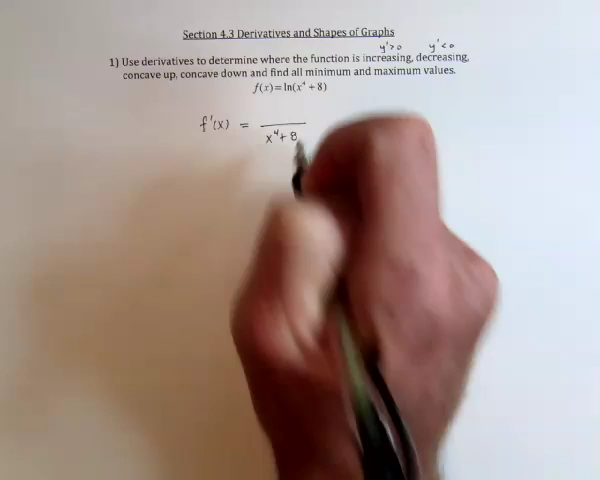 Section 4.3 Derivatives and Shapes of Graphs
y'>0 y'<0
1) Use derivatives to determine where the function is increasing, decreasing,
concave up, concave down and find all minimum and maximum values.
f(x)=ln(x⁴+8)
f'(x) = 
x⁴+8